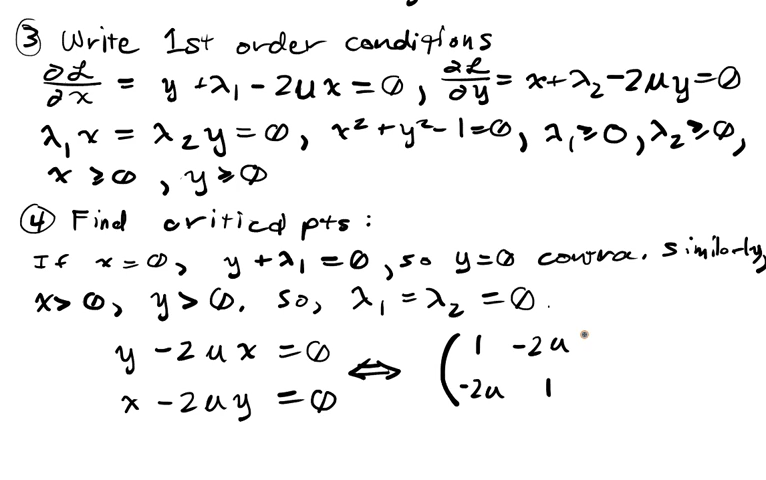 ③ Write 1st order conditions
∂ℒ/∂x = y + λ₁ - 2μx = 0, ∂ℒ/∂y = x + λ₂ - 2μy = 0
λ₁x = λ₂y = 0, x² + y² - 1 = 0, λ₁ ≥ 0, λ₂ ≥ 0,
x ≥ 0, y ≥ 0
④ Find critical pts:
If x = 0, y + λ₁ = 0, so y = 0 contra. similarly,
x > 0, y > 0. so, λ₁ = λ₂ = 0.
y - 2μx = 0 ⟺ ( 1 -2μ
x - 2μy = 0 -2μ 1